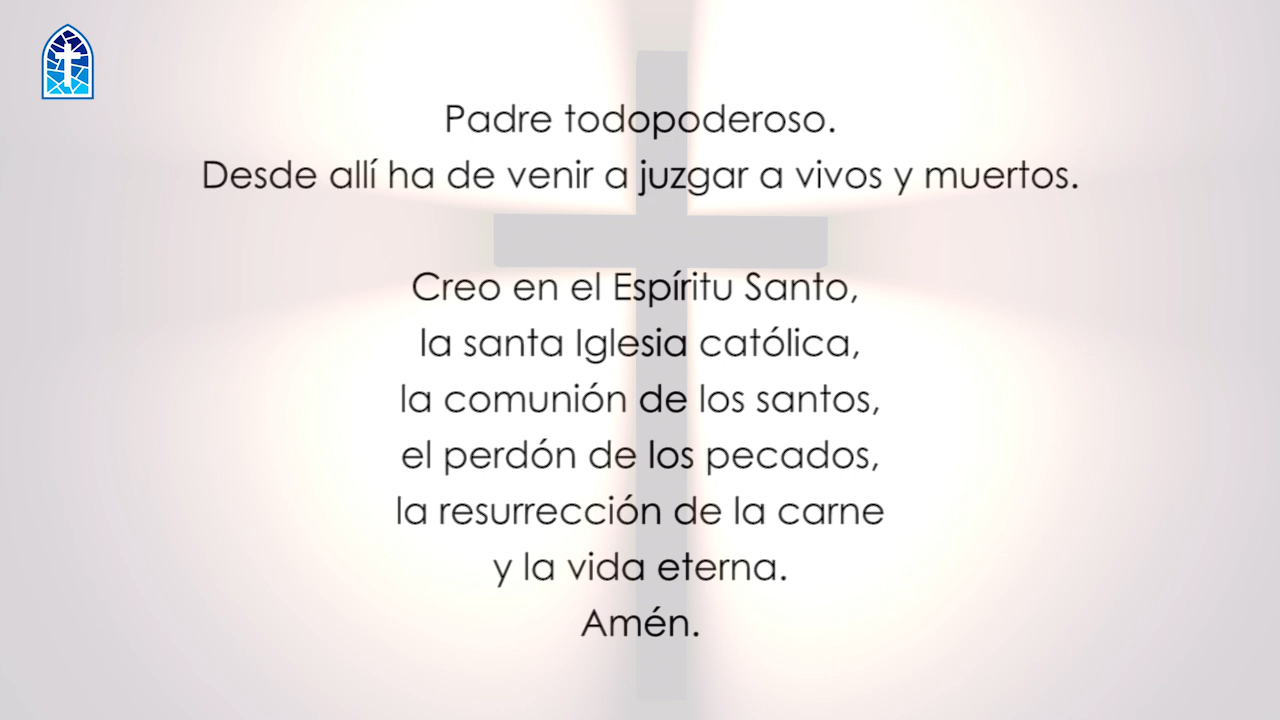 Padre todopoderoso.
Desde allí ha de venir a juzgar a vivos y muertos.
Creo en el Espíritu Santo,
la santa Iglesia católica,
la comunión de los santos,
el perdón de los pecados,
la resurrección de la carne
y la vida eterna.
Amén.